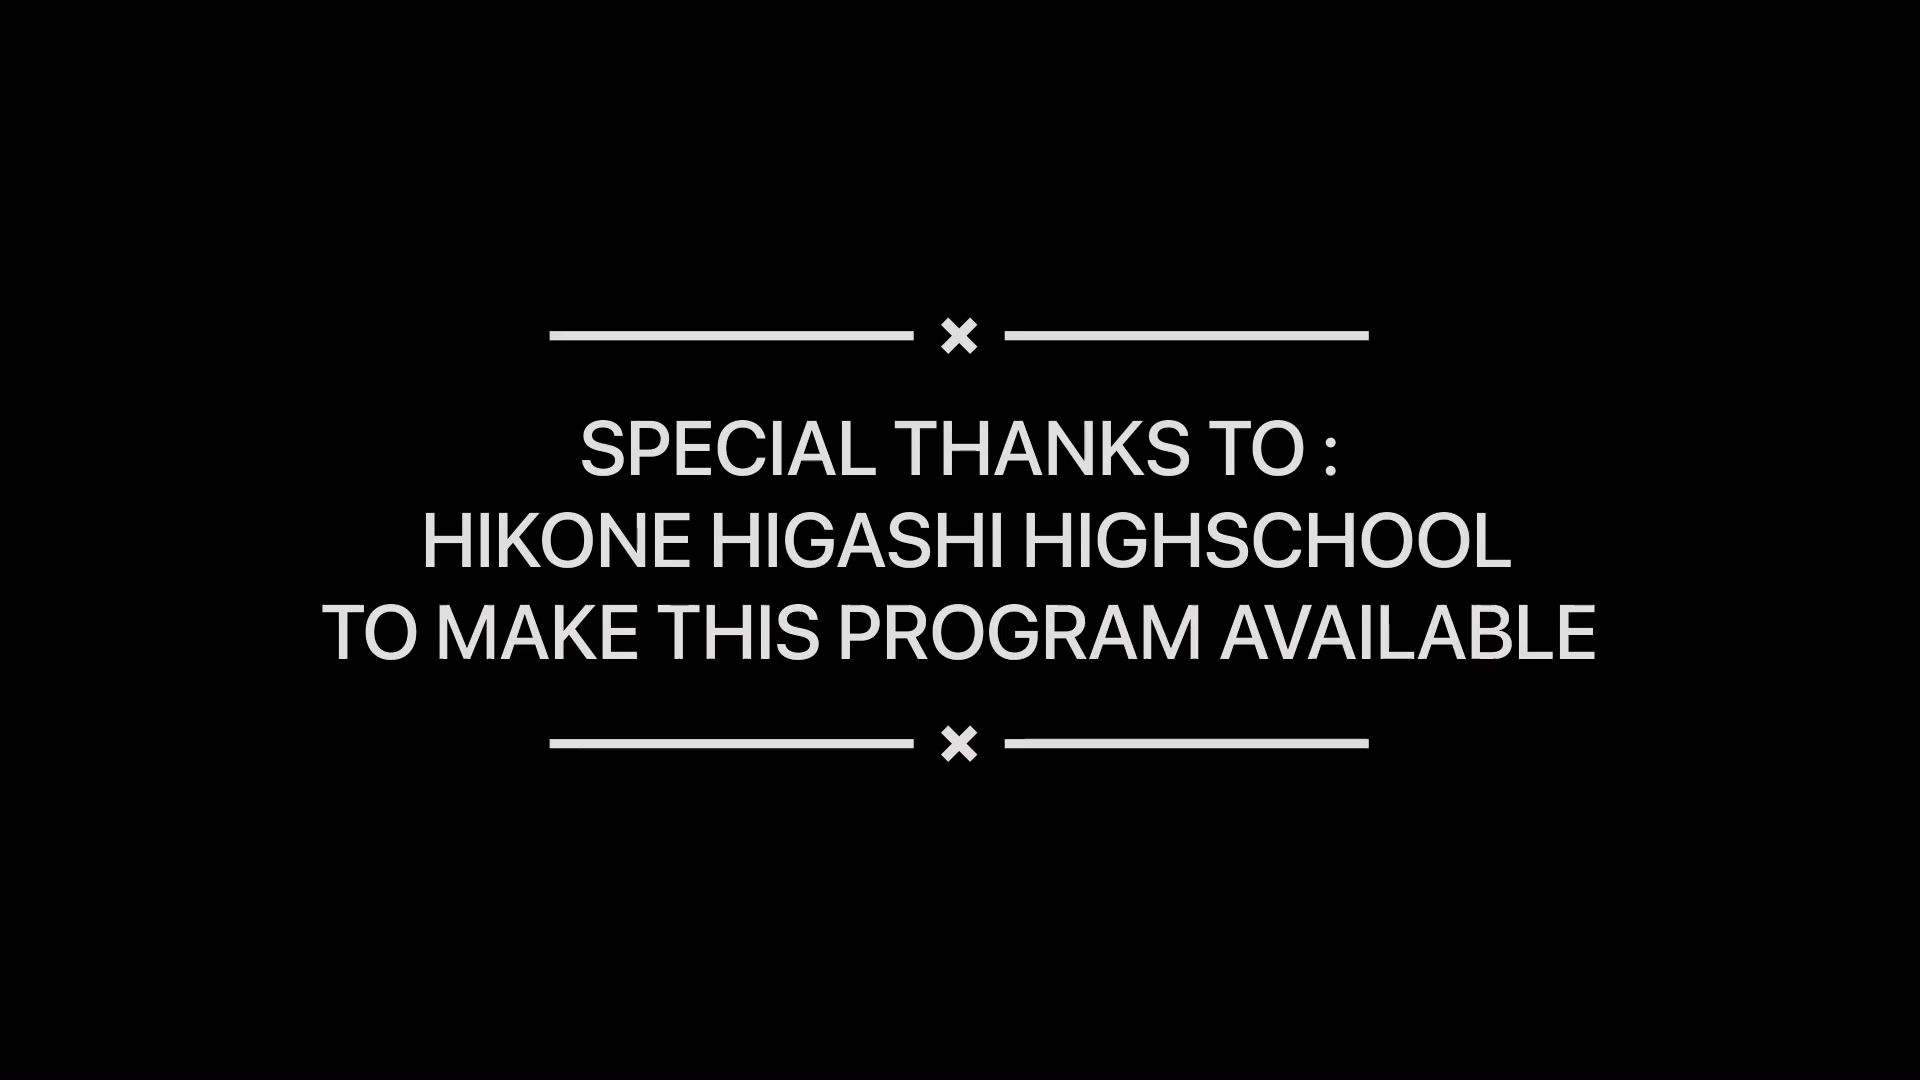 SPECIAL THANKS TO :
HIKONE HIGASHI HIGHSCHOOL
TO MAKE THIS PROGRAM AVAILABLE